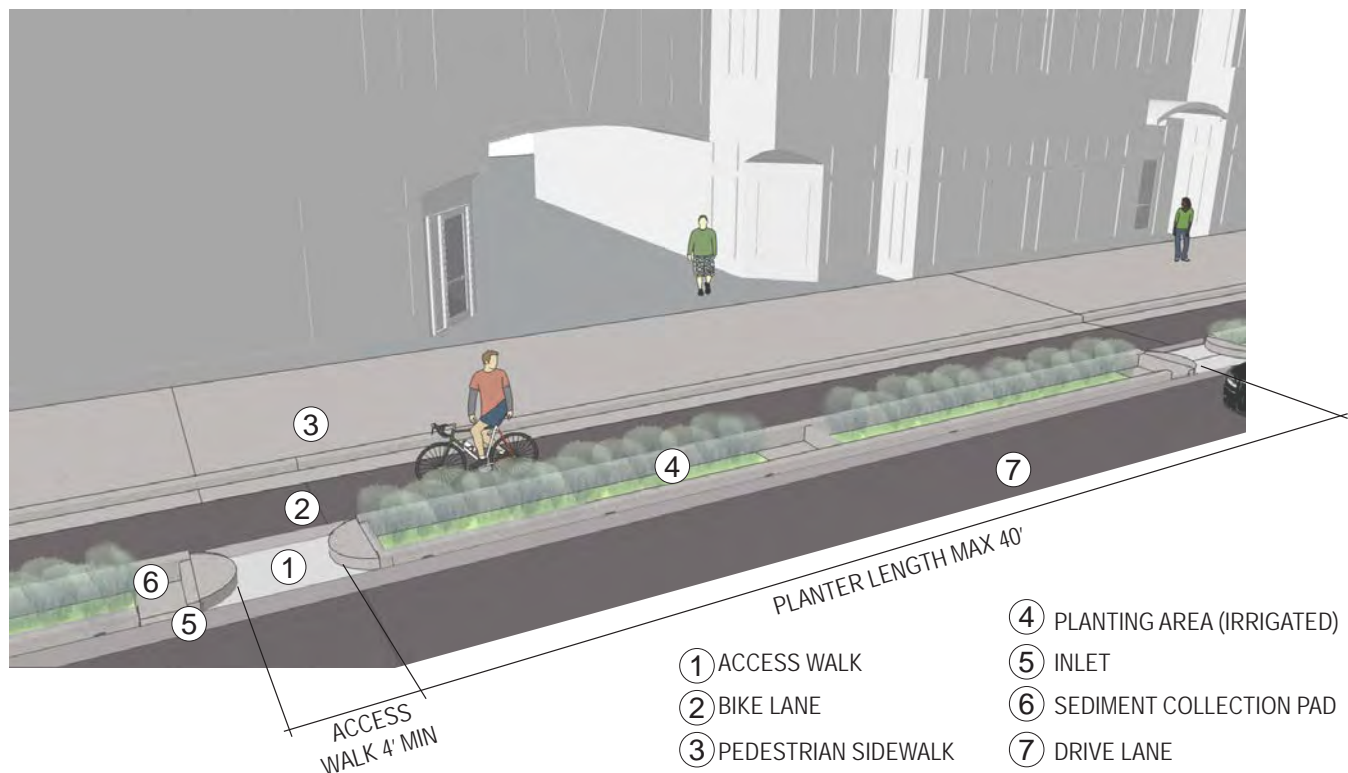 3
4
7
2
1
6
5
PLANTER LENGTH MAX 40'
ACCESS
WALK 4' MIN
1 ACCESS WALK
2 BIKE LANE
3 PEDESTRIAN SIDEWALK
4 PLANTING AREA (IRRIGATED)
5 INLET
6 SEDIMENT COLLECTION PAD
7 DRIVE LANE